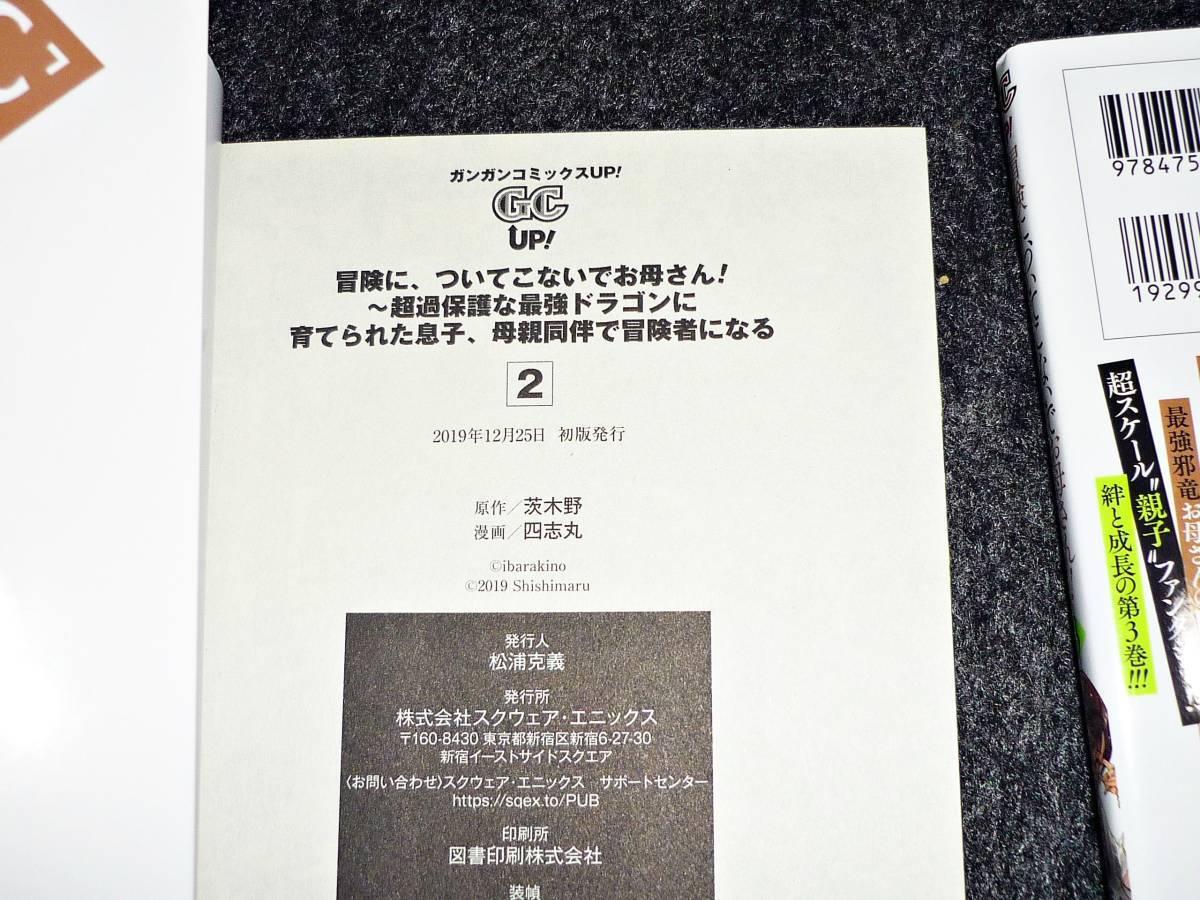 C
ガンガンコミックスUP!
GC
UP!
冒険に、ついてこないでお母さん!
～超過保護な最強ドラゴンに
育てられた息子、母親同伴で冒険者になる
2
2019年12月25日 初版発行
原作／茨木野
漫画／四志丸
©ibarakino
©2019 Shishimaru
発行人
松浦克義
発行所
株式会社スクウェア・エニックス
〒160-8430 東京都新宿区新宿6-27-30
新宿イーストサイドスクエア
〈お問い合わせ〉スクウェア・エニックス サポートセンター
https://sqex.to/PUB
印刷所
図書印刷株式会社
装幀
978475
19299
最強邪竜お母さん
超スケール"親子"ファン
絆と成長の第3巻!!!